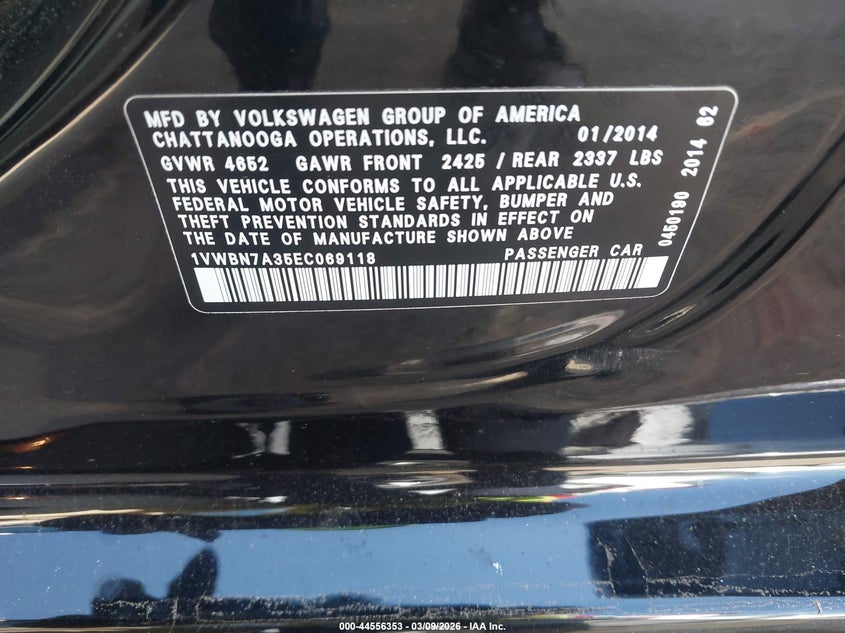 MFD BY VOLKSWAGEN GROUP OF AMERICA
CHATTANOOGA OPERATIONS, LLC. 01/2014
GVWR 4652 GAWR FRONT 2425 / REAR 2337 LBS
THIS VEHICLE CONFORMS TO ALL APPLICABLE U.S.
FEDERAL MOTOR VEHICLE SAFETY, BUMPER AND
THEFT PREVENTION STANDARDS IN EFFECT ON
THE DATE OF MANUFACTURE SHOWN ABOVE
1VWBN7A35EC069118 PASSENGER CAR
0450190 2014 62
000-44556353 - 03/09/2026 - IAA Inc.